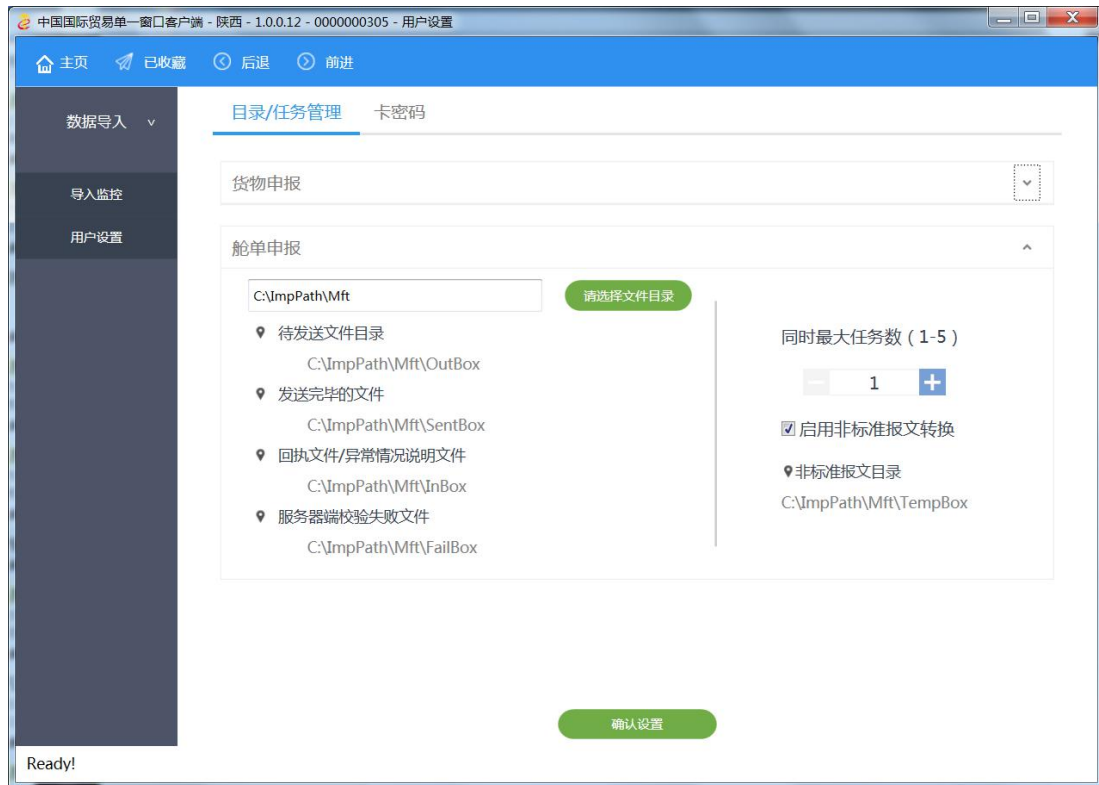 中国国际贸易单一窗口客户端 - 陕西 - 1.0.0.12 - 0000000305 - 用户设置
主页 已收藏 后退 前进
数据导入
导入监控
用户设置
目录/任务管理 卡密码
货物申报
舱单申报
C:\ImpPath\Mft 请选择文件目录
待发送文件目录
C:\ImpPath\Mft\OutBox
发送完毕的文件
C:\ImpPath\Mft\SentBox
回执文件/异常情况说明文件
C:\ImpPath\Mft\InBox
服务器端校验失败文件
C:\ImpPath\Mft\FailBox
同时最大任务数（1-5）
1
启用非标准报文转换
非标准报文目录
C:\ImpPath\Mft\TempBox
确认设置
Ready!